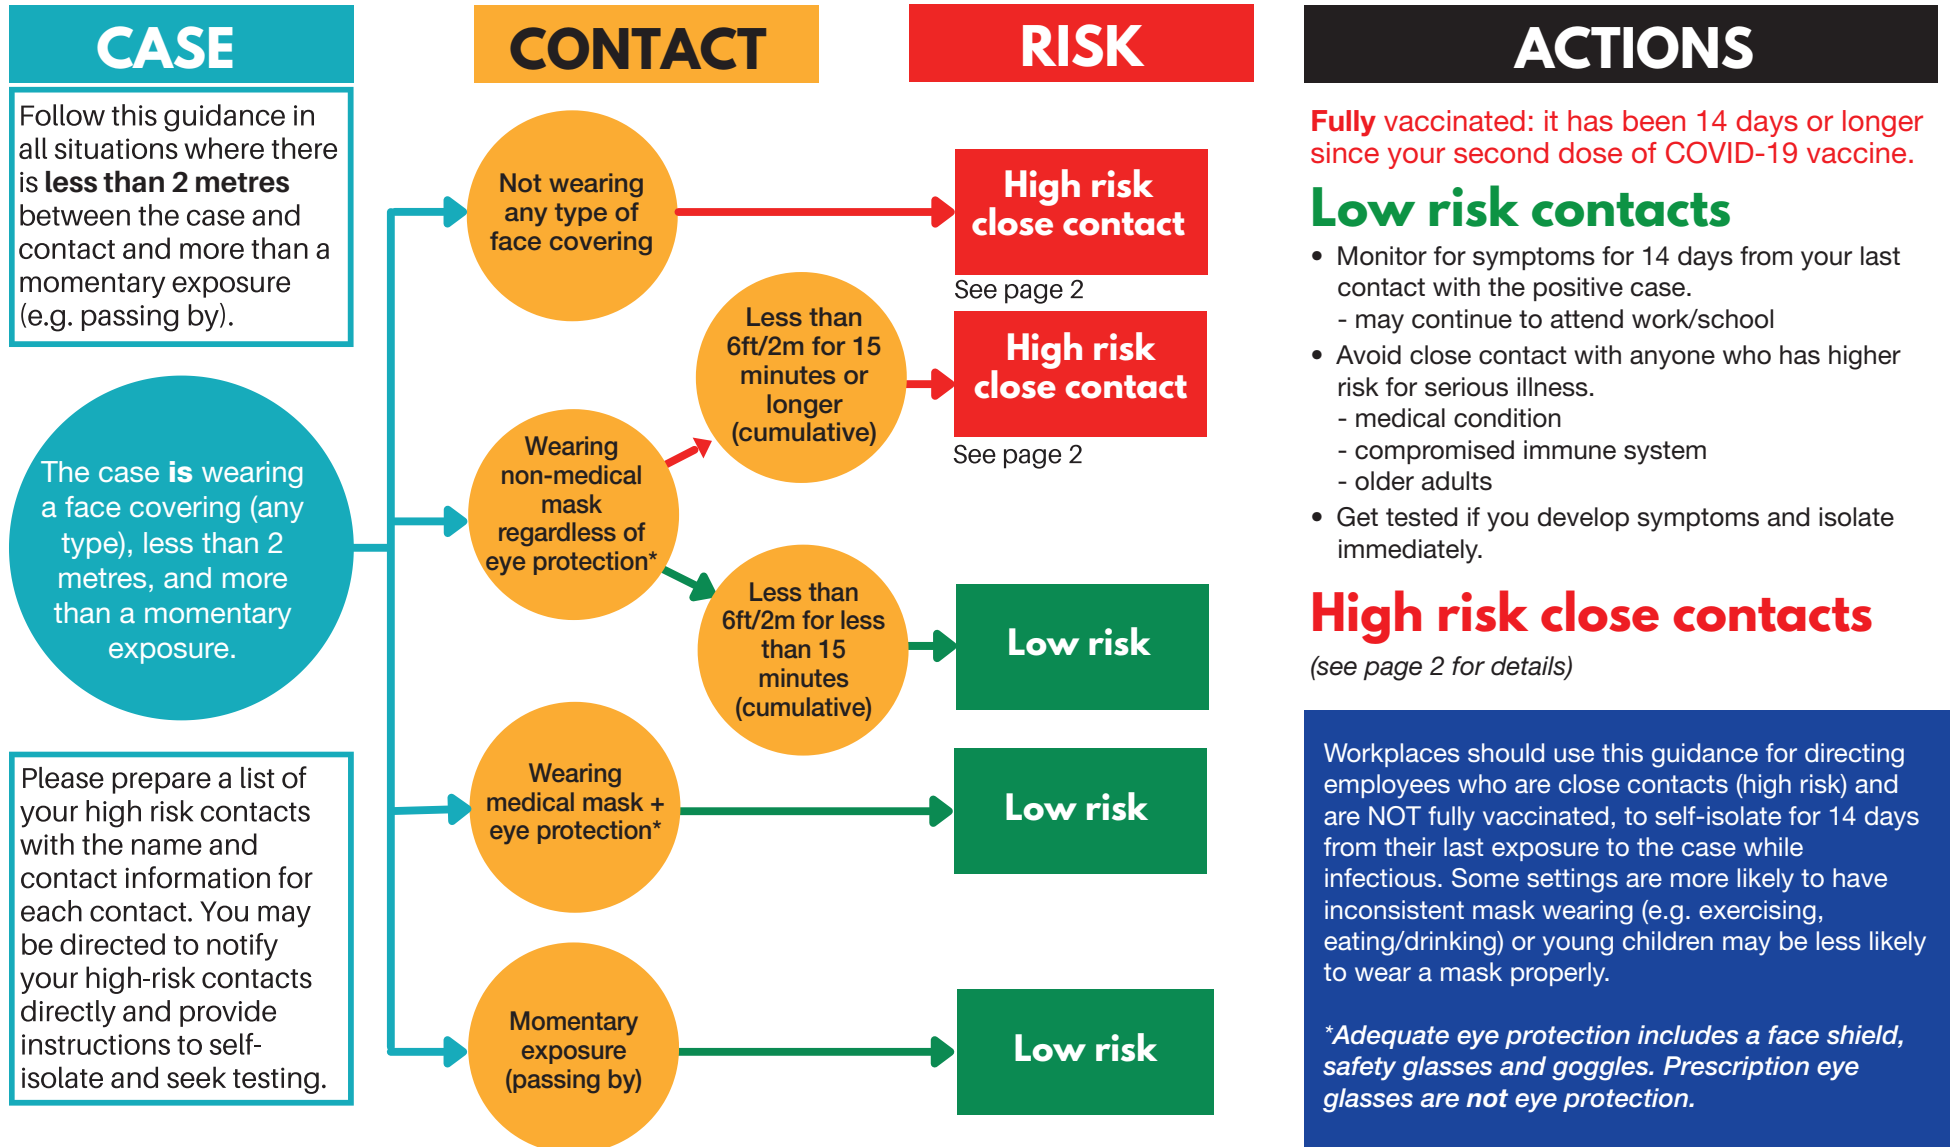 CASE
Follow this guidance in
all situations where there
is less than 2 metres
between the case and
contact and more than a
momentary exposure
(e.g. passing by).
The case is wearing
a face covering (any
type), less than 2
metres, and more
than a momentary
exposure.
Please prepare a list of
your high risk contacts
with the name and
contact information for
each contact. You may
be directed to notify
your high-risk contacts
directly and provide
instructions to self-
isolate and seek testing.
CONTACT
Not wearing
any type of
face covering
Wearing
non-medical
mask
regardless of
eye protection*
Less than
6ft/2m for 15
minutes or
longer
(cumulative)
Less than
6ft/2m for less
than 15
minutes
(cumulative)
Wearing
medical mask +
eye protection*
Momentary
exposure
(passing by)
RISK
High risk
close contact
See page 2
High risk
close contact
See page 2
Low risk
Low risk
Low risk
ACTIONS
Fully vaccinated: it has been 14 days or longer
since your second dose of COVID-19 vaccine.
Low risk contacts
• Monitor for symptoms for 14 days from your last
contact with the positive case.
- may continue to attend work/school
• Avoid close contact with anyone who has higher
risk for serious illness.
- medical condition
- compromised immune system
- older adults
• Get tested if you develop symptoms and isolate
immediately.
High risk close contacts
(see page 2 for details)
Workplaces should use this guidance for directing
employees who are close contacts (high risk) and
are NOT fully vaccinated, to self-isolate for 14 days
from their last exposure to the case while
infectious. Some settings are more likely to have
inconsistent mask wearing (e.g. exercising,
eating/drinking) or young children may be less likely
to wear a mask properly.
*Adequate eye protection includes a face shield,
safety glasses and goggles. Prescription eye
glasses are not eye protection.